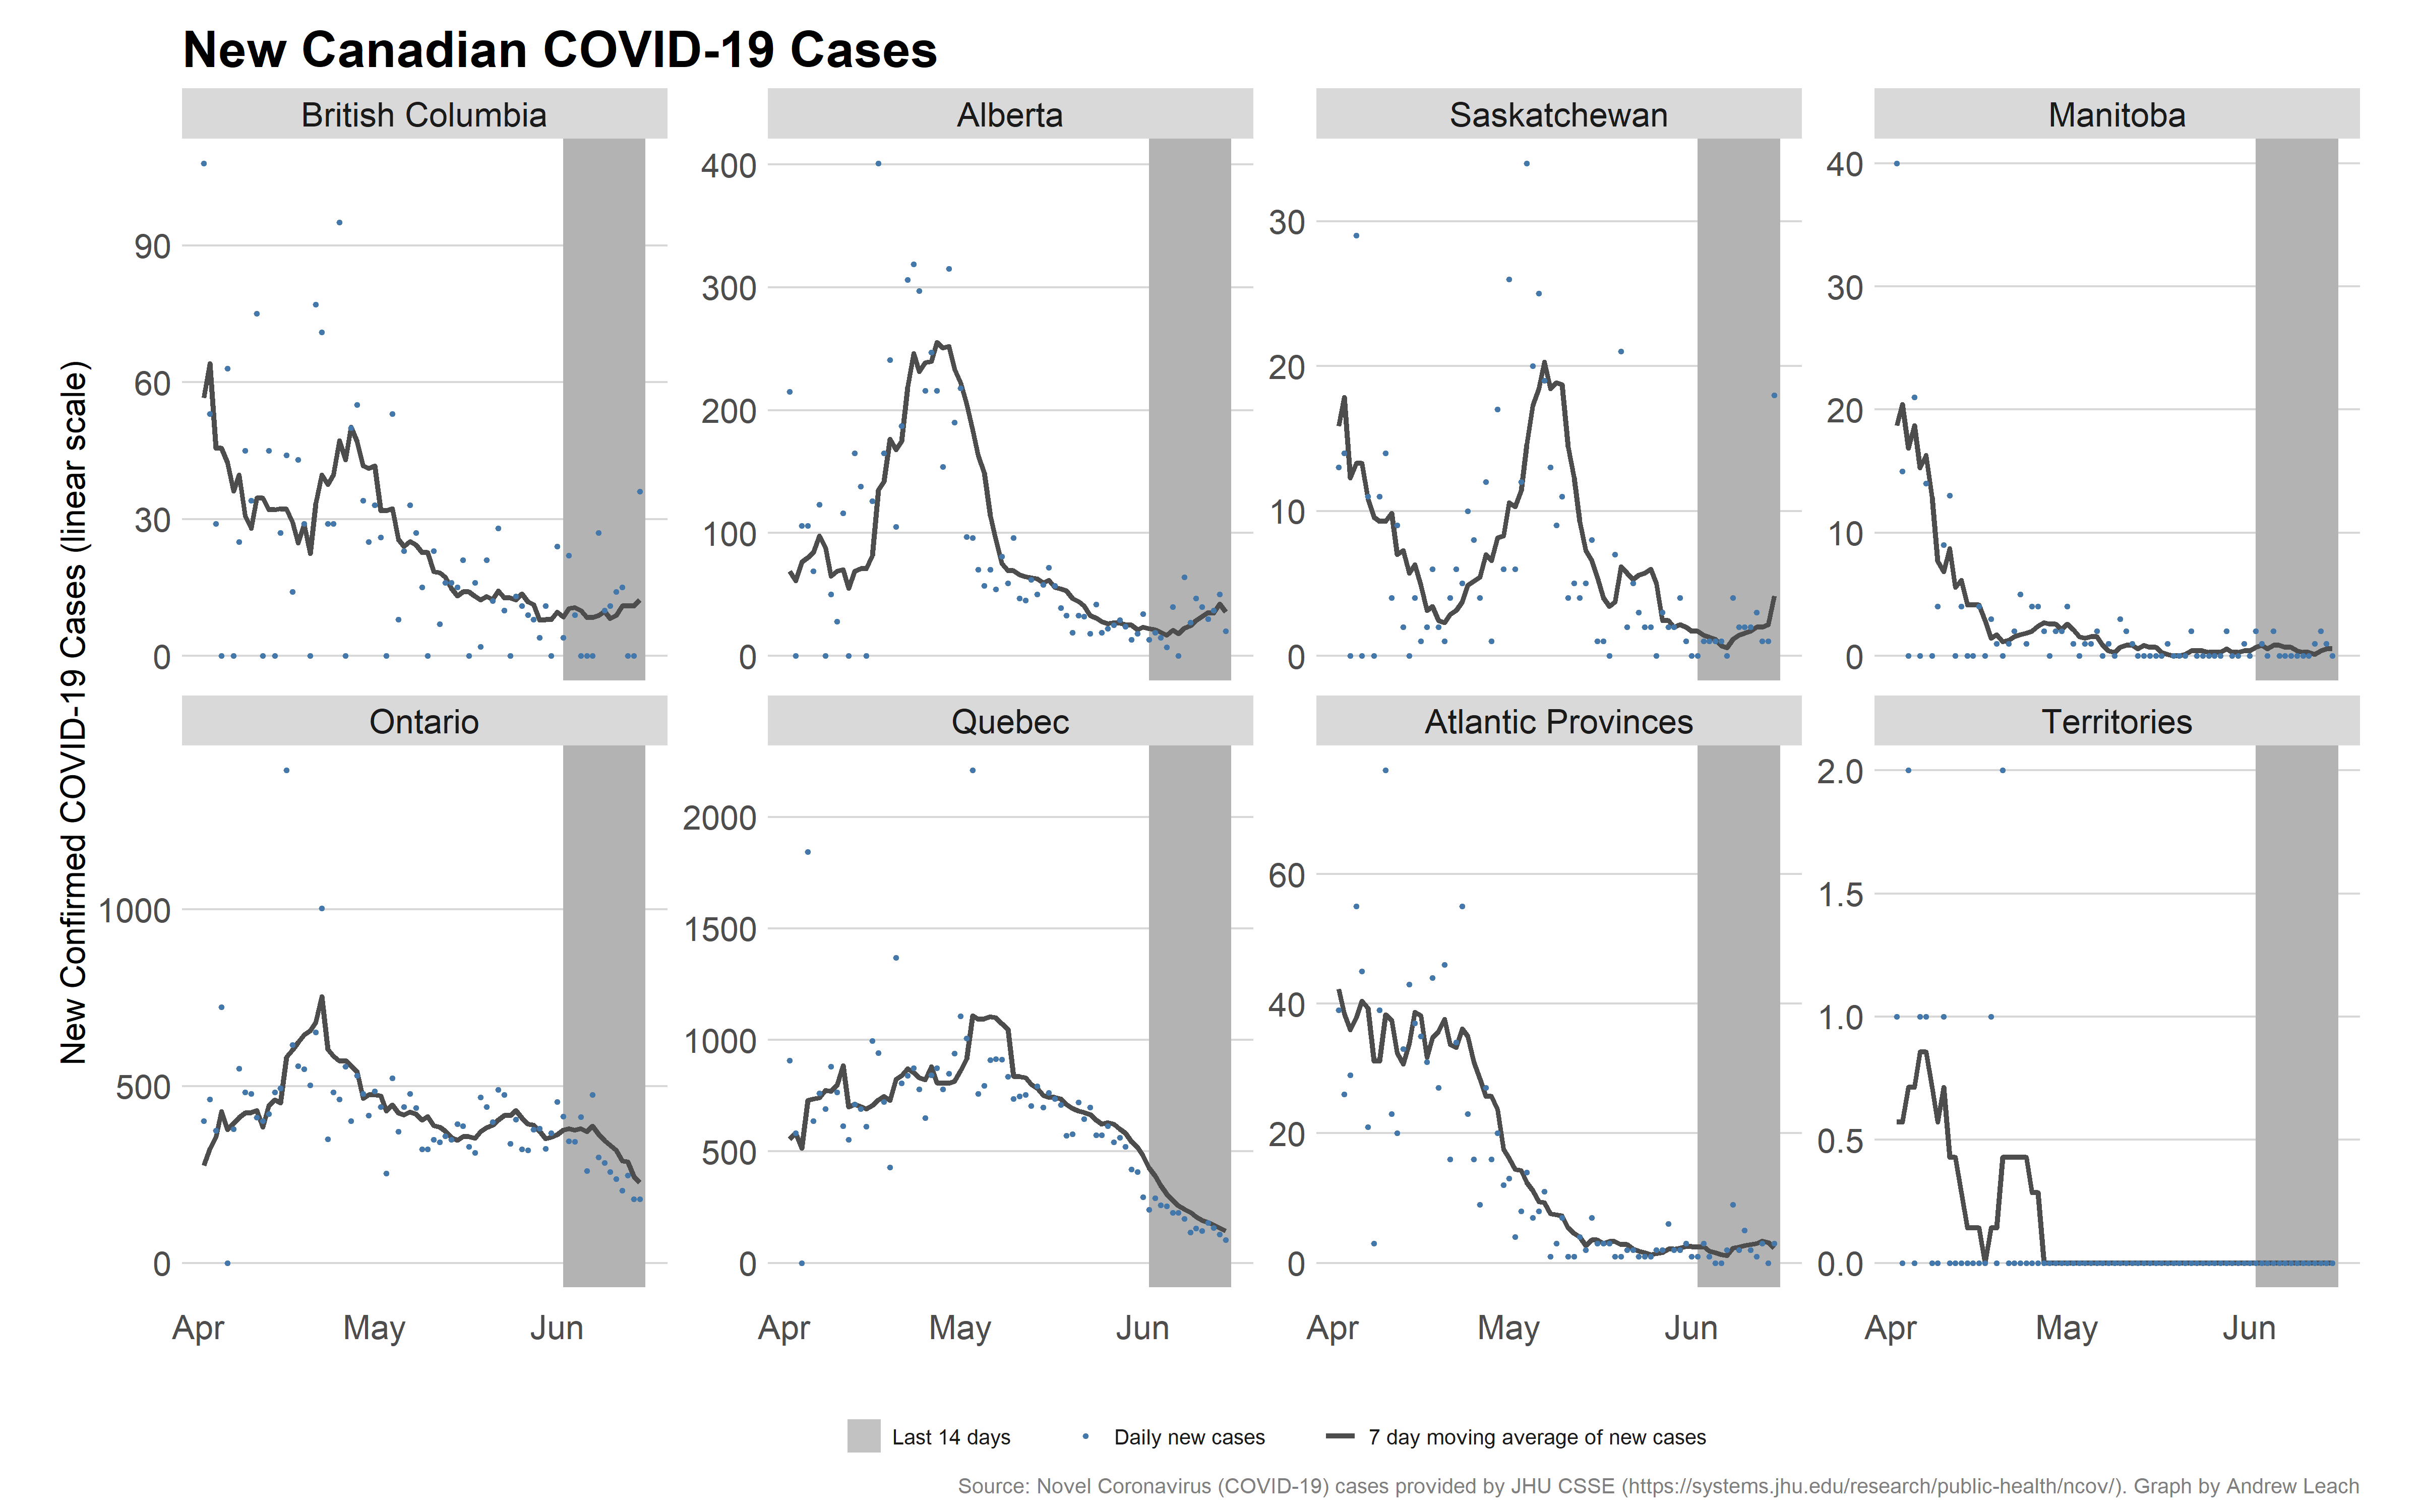 New Canadian COVID-19 Cases
New Confirmed COVID-19 Cases (linear scale)
British Columbia
90
60
30
0
Alberta
400
300
200
100
0
Saskatchewan
30
20
10
0
Manitoba
40
30
20
10
0
Ontario
1000
500
0
Apr May Jun
Quebec
2000
1500
1000
500
0
Apr May Jun
Atlantic Provinces
60
40
20
0
Apr May Jun
Territories
2.0
1.5
1.0
0.5
0.0
Apr May Jun
Last 14 days Daily new cases 7 day moving average of new cases
Source: Novel Coronavirus (COVID-19) cases provided by JHU CSSE (https://systems.jhu.edu/research/public-health/ncov/). Graph by Andrew Leach